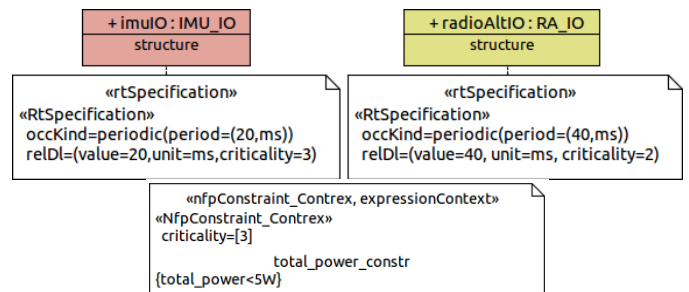 + imuIO : IMU_IO
structure
«rtSpecification»
«RtSpecification»
occKind=periodic(period=(20,ms))
relDl=(value=20,unit=ms,criticality=3)
+ radioAltIO : RA_IO
structure
«rtSpecification»
«RtSpecification»
occKind=periodic(period=(40,ms))
relDl=(value=40, unit=ms, criticality=2)
«nfpConstraint_Contrex, expressionContext»
«NfpConstraint_Contrex»
criticality=[3]
total_power_constr
{total_power<5W}